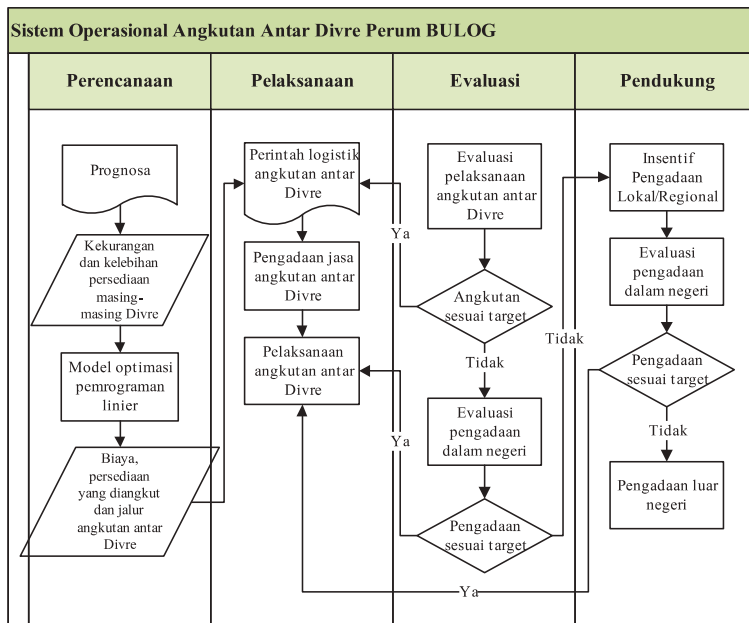 Sistem Operasional Angkutan Antar Divre Perum BULOG
Perencanaan
Pelaksanaan
Evaluasi
Pendukung
Prognosa
Kekurangan
dan kelebihan
persediaan
masing-
masing Divre
Model optimasi
pemrograman
linier
Biaya,
persediaan
yang diangkut
dan jalur
angkutan antar
Divre
Perintah logistik
angkutan antar
Divre
Pengadaan jasa
angkutan antar
Divre
Pelaksanaan
angkutan antar
Divre
Evaluasi
pelaksanaan
angkutan antar
Divre
Ya
Angkutan
sesuai target
Tidak
Evaluasi
pengadaan
dalam negeri
Ya
Pengadaan
sesuai target
Tidak
Insentif
Pengadaan
Lokal/Regional
Evaluasi
pengadaan
dalam negeri
Pengadaan
sesuai target
Tidak
Pengadaan luar
negeri
Ya